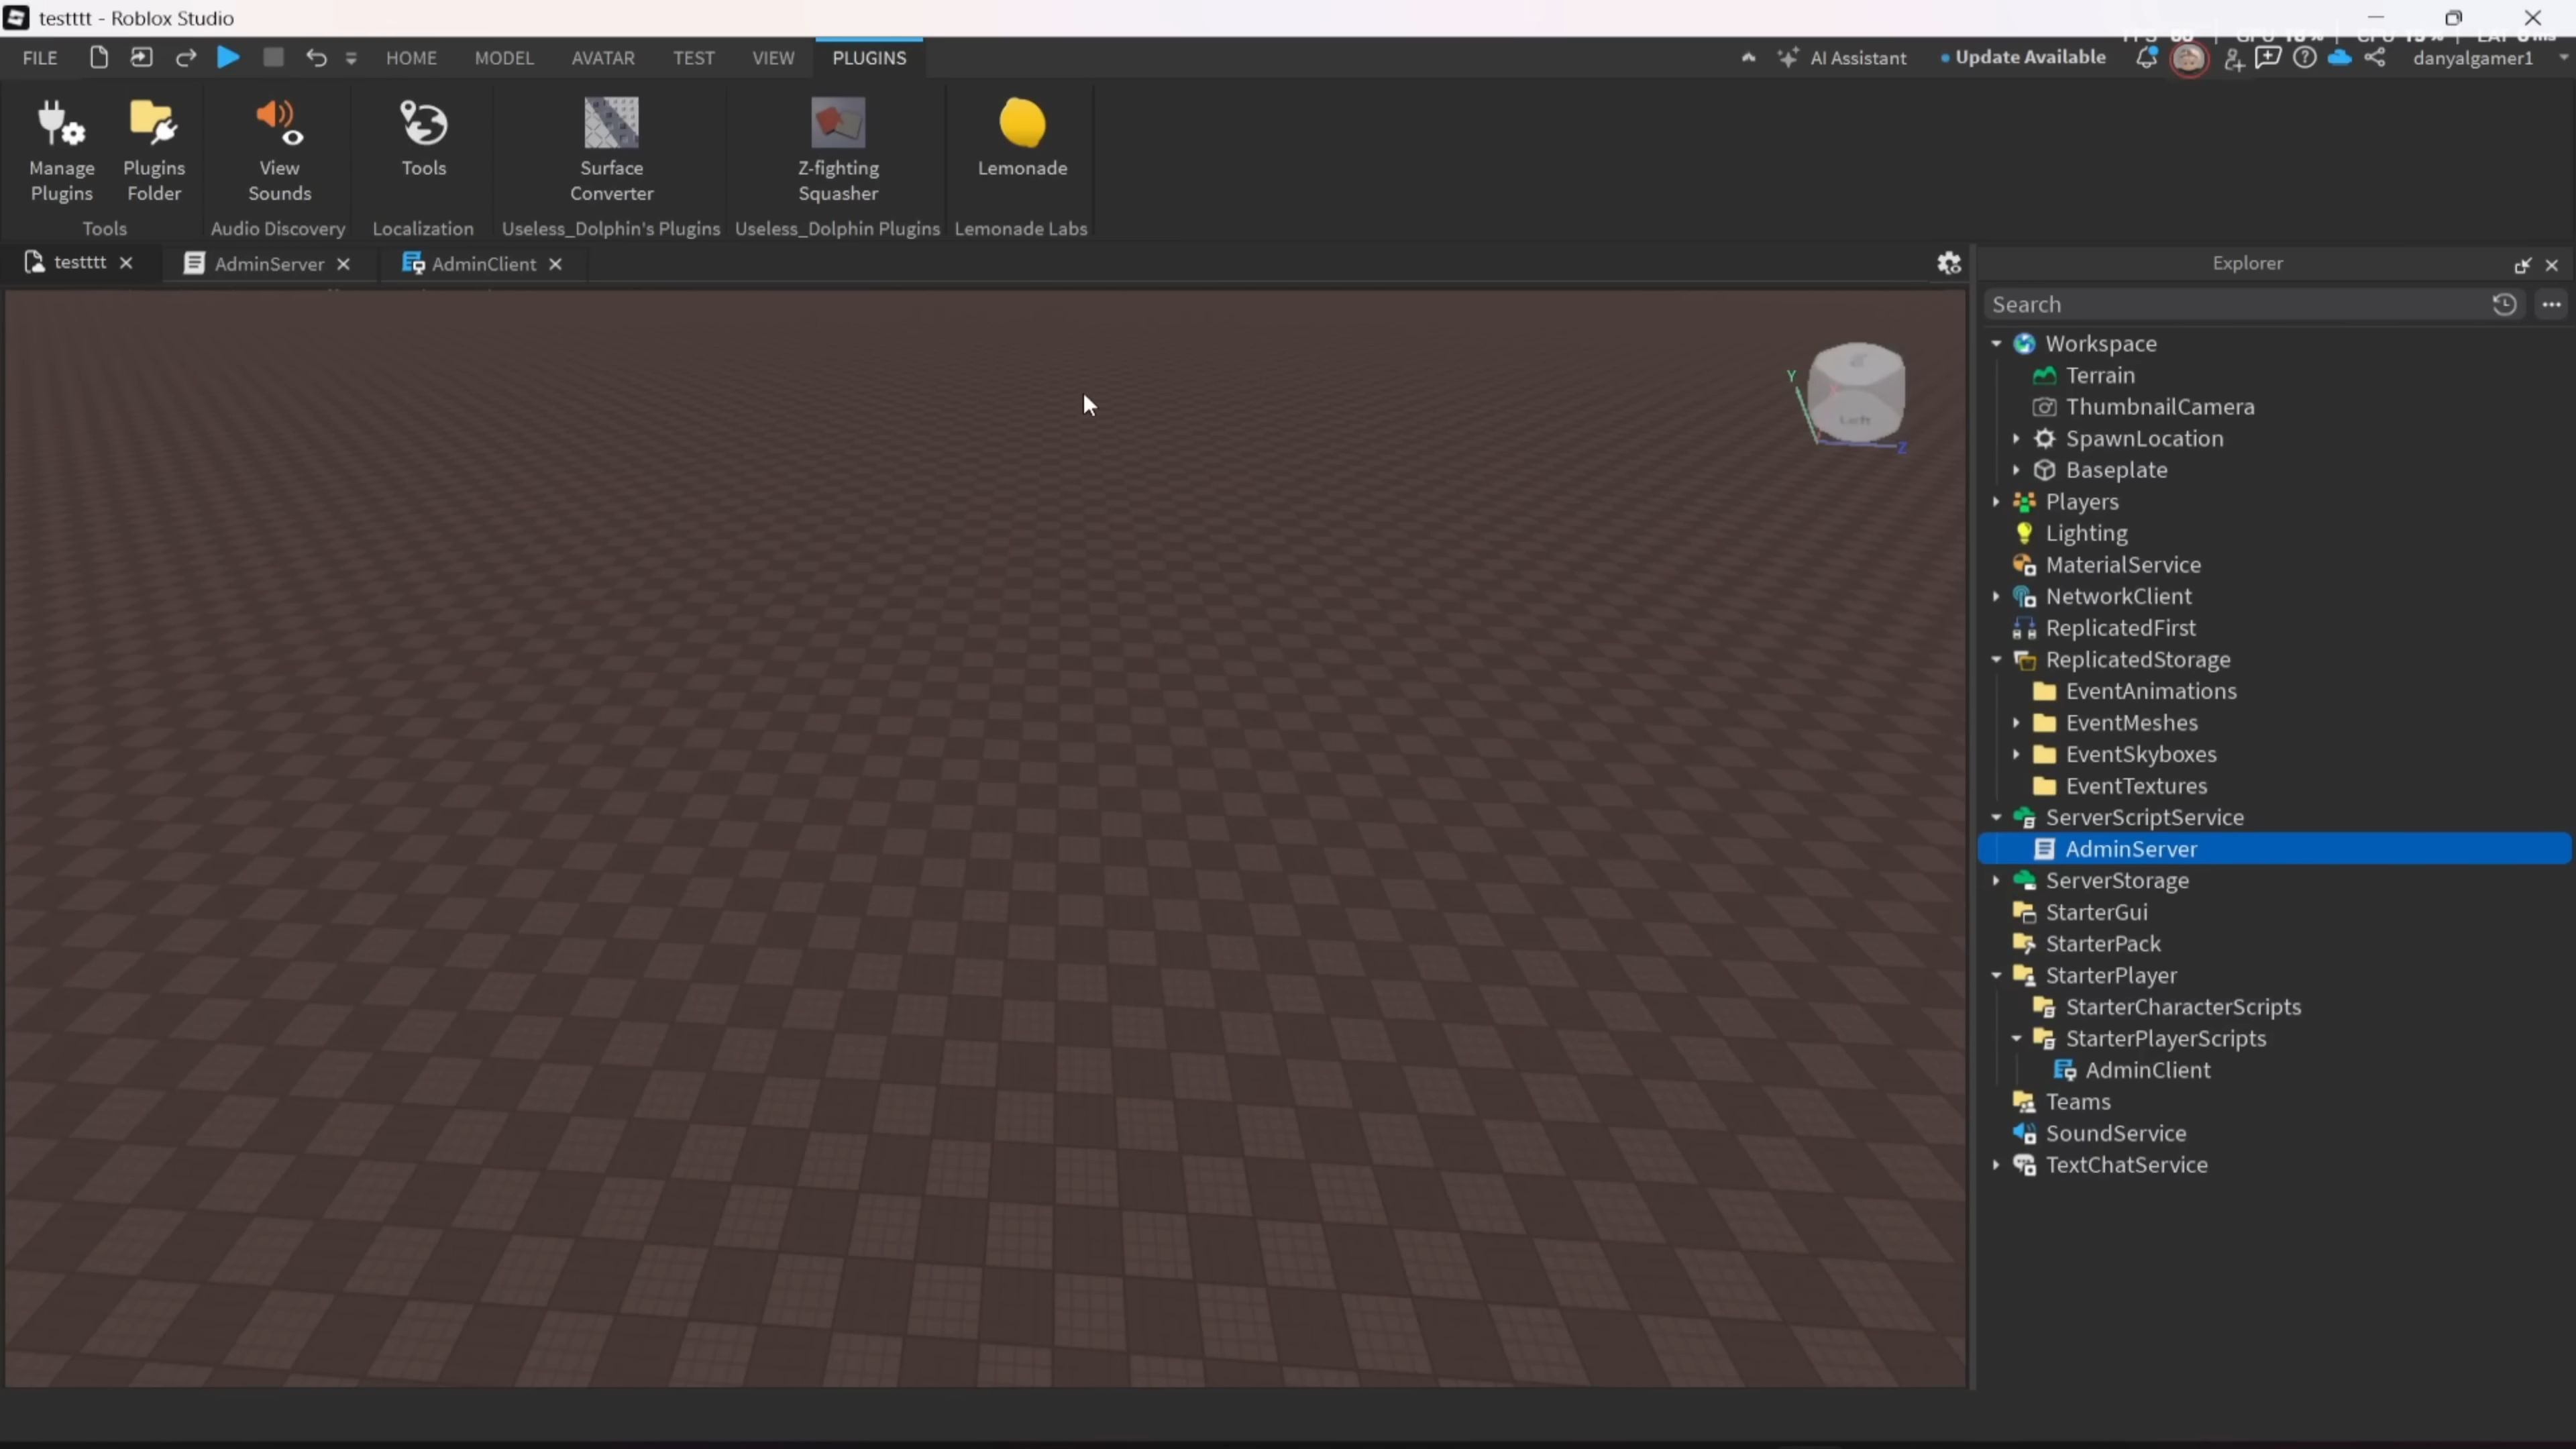 testttt - Roblox Studio
FILE HOME MODEL AVATAR TEST VIEW PLUGINS AI Assistant Update Available danyalgamer1
Manage Plugins
Plugins Folder
View Sounds
Tools
Surface Converter
Z-fighting Squasher
Lemonade
Tools Audio Discovery Localization Useless_Dolphin's Plugins Useless_Dolphin Plugins Lemonade Labs
testttt AdminServer AdminClient
Explorer
Search
Y
Left
Z
Workspace
Terrain
ThumbnailCamera
SpawnLocation
Baseplate
Players
Lighting
MaterialService
NetworkClient
ReplicatedFirst
ReplicatedStorage
EventAnimations
EventMeshes
EventSkyboxes
EventTextures
ServerScriptService
AdminServer
ServerStorage
StarterGui
StarterPack
StarterPlayer
StarterCharacterScripts
StarterPlayerScripts
AdminClient
Teams
SoundService
TextChatService